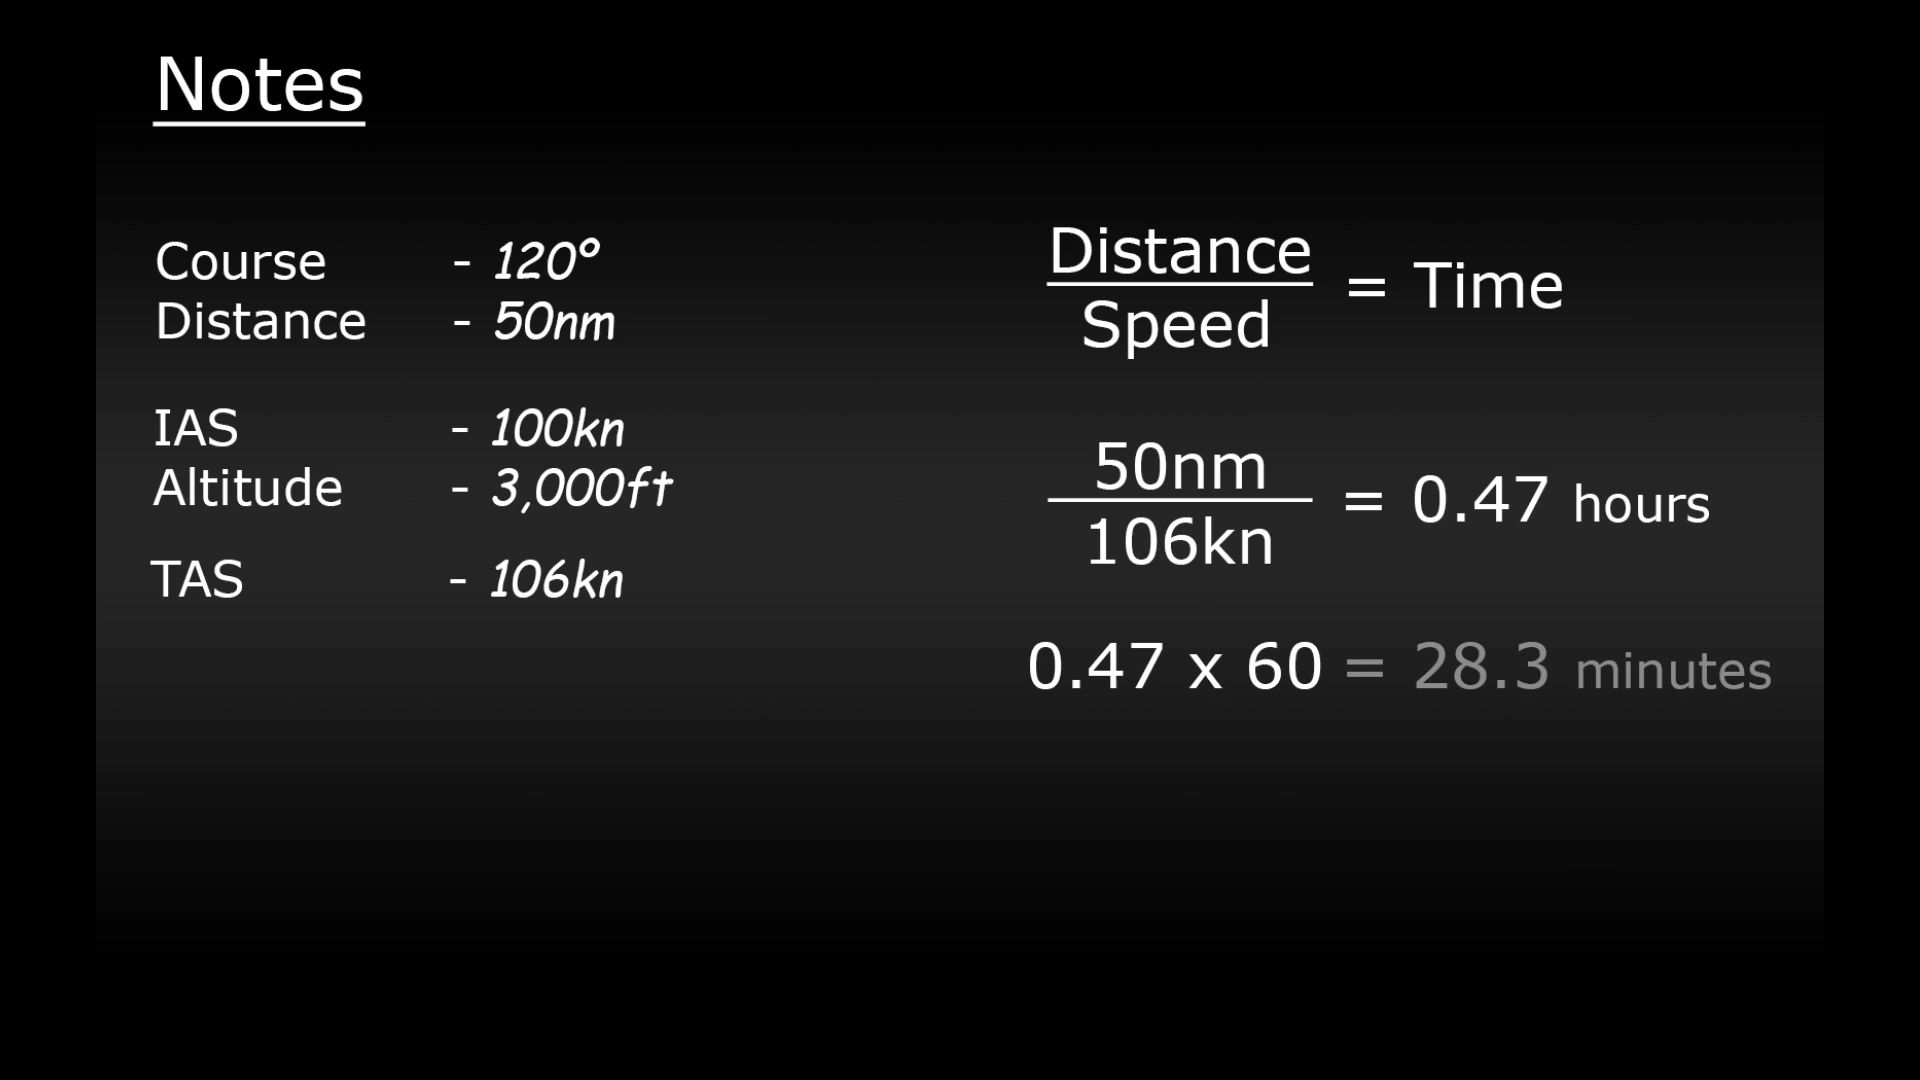 Notes
Course - 120°
Distance - 50nm
IAS - 100kn
Altitude - 3,000ft
TAS - 106kn
Distance
Speed
= Time
50nm
106kn
= 0.47 hours
0.47 x 60 = 28.3 minutes